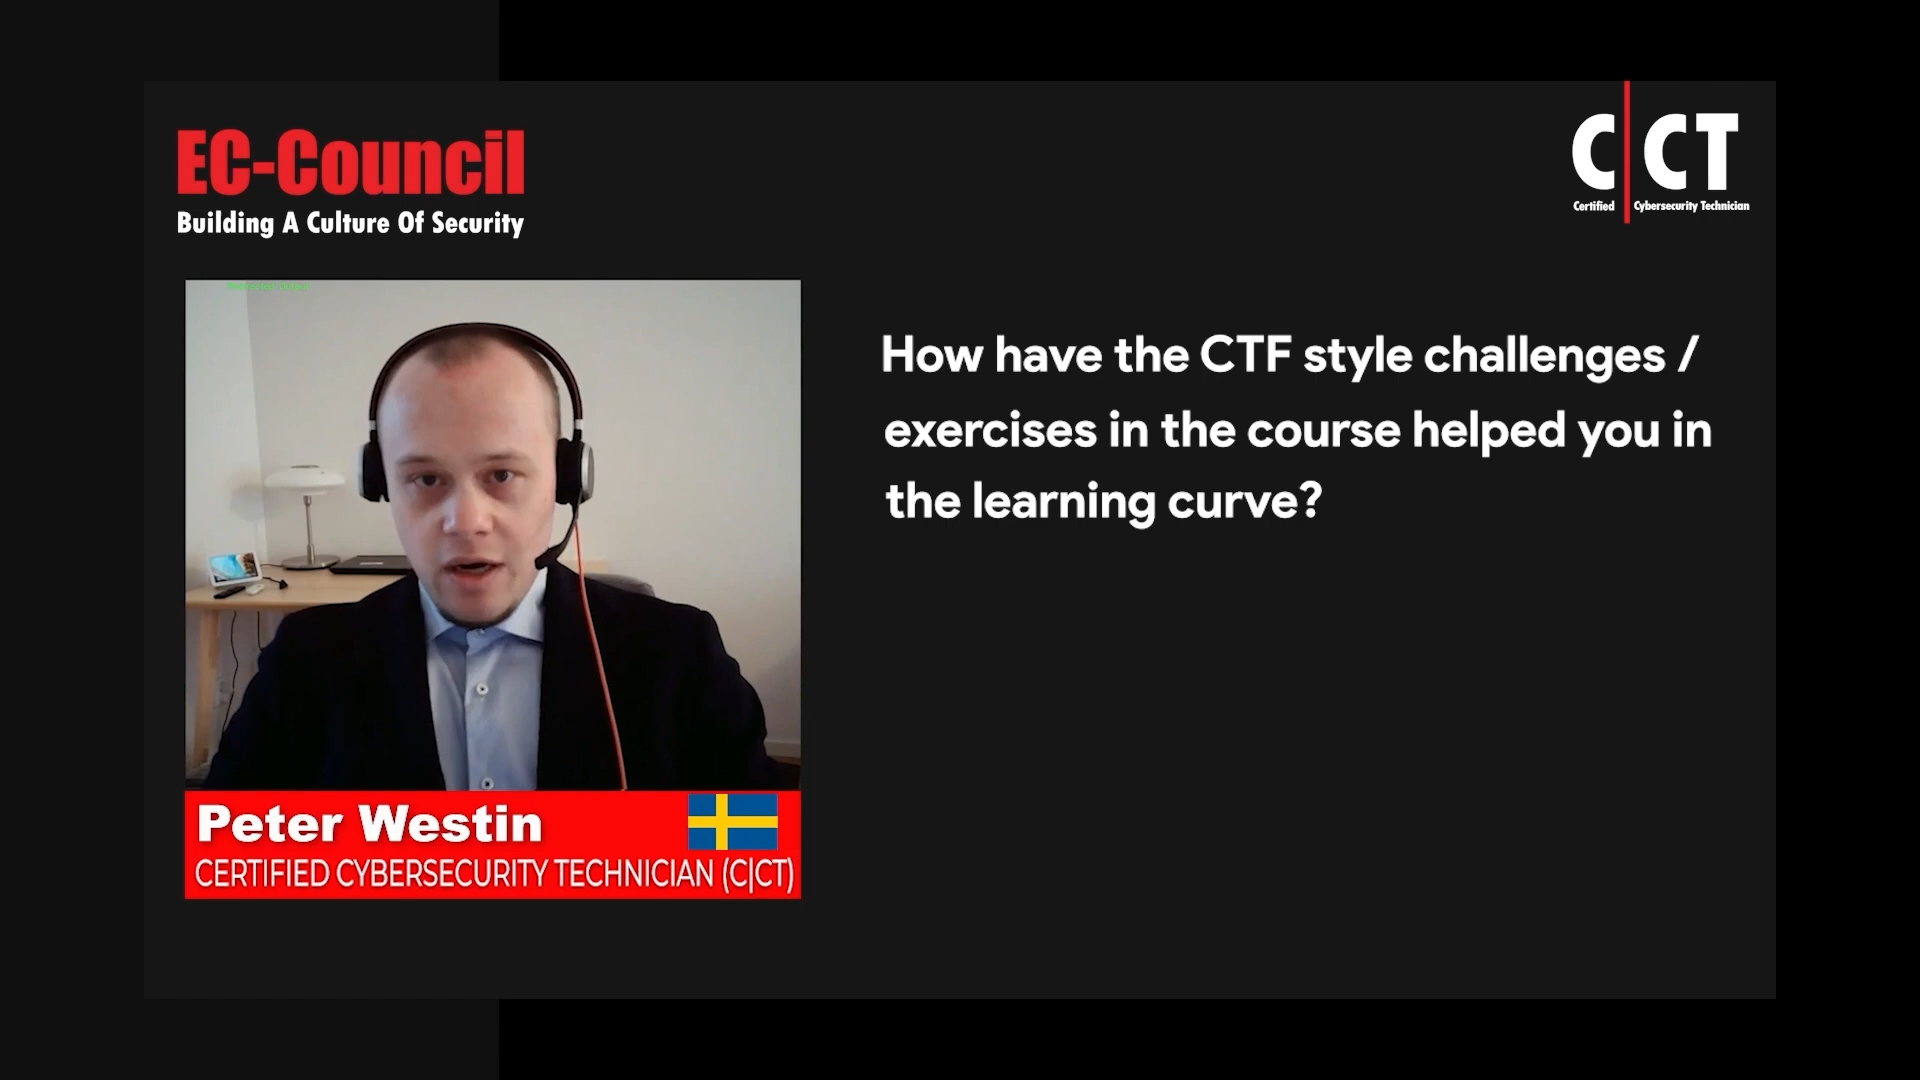 EC-Council
Building A Culture Of Security
C|CT
Certified Cybersecurity Technician
How have the CTF style challenges /
exercises in the course helped you in
the learning curve?
Peter Westin
CERTIFIED CYBERSECURITY TECHNICIAN (C|CT)